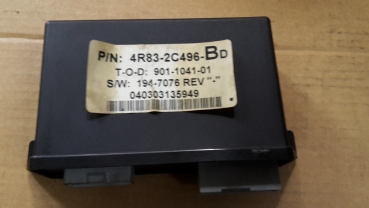 P/N: 4R83-2C496-BD
T-O-D: 901-1041-01
S/W: 194-7076 REV "-"
040303135949